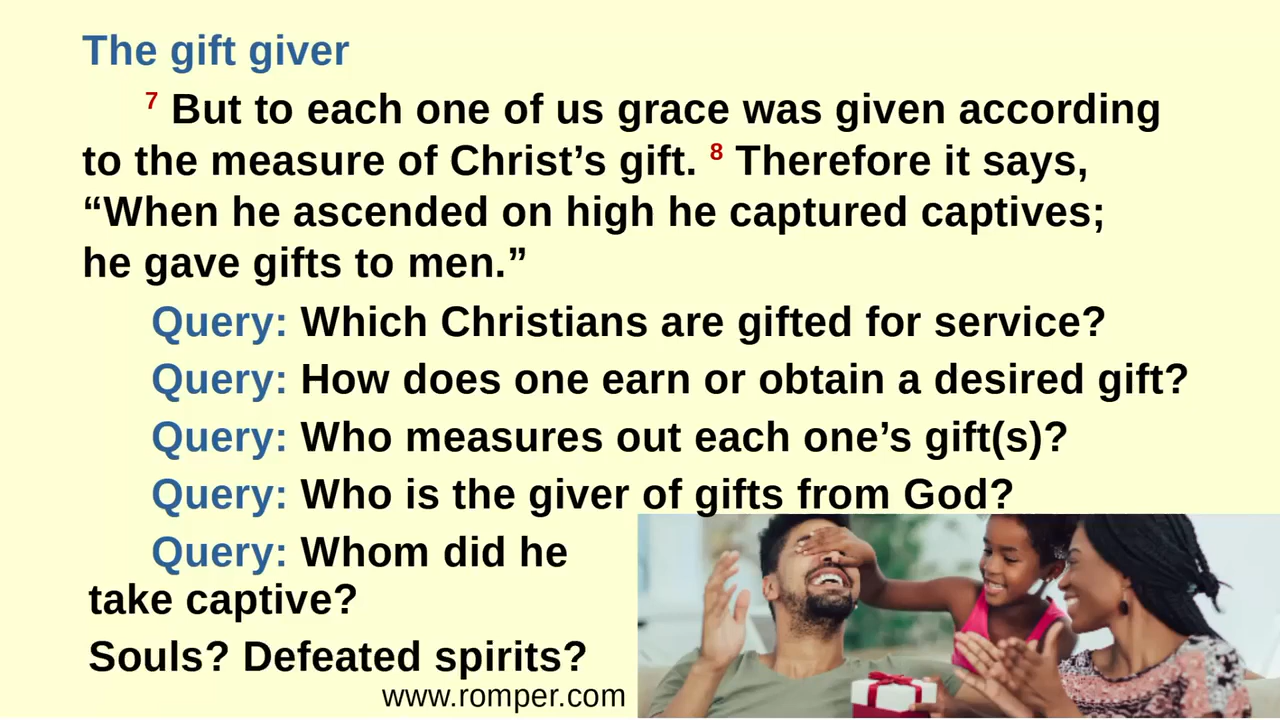 The gift giver
7 But to each one of us grace was given according
to the measure of Christ’s gift. 8 Therefore it says,
“When he ascended on high he captured captives;
he gave gifts to men.”
Query: Which Christians are gifted for service?
Query: How does one earn or obtain a desired gift?
Query: Who measures out each one’s gift(s)?
Query: Who is the giver of gifts from God?
Query: Whom did he
take captive?
Souls? Defeated spirits?
www.romper.com